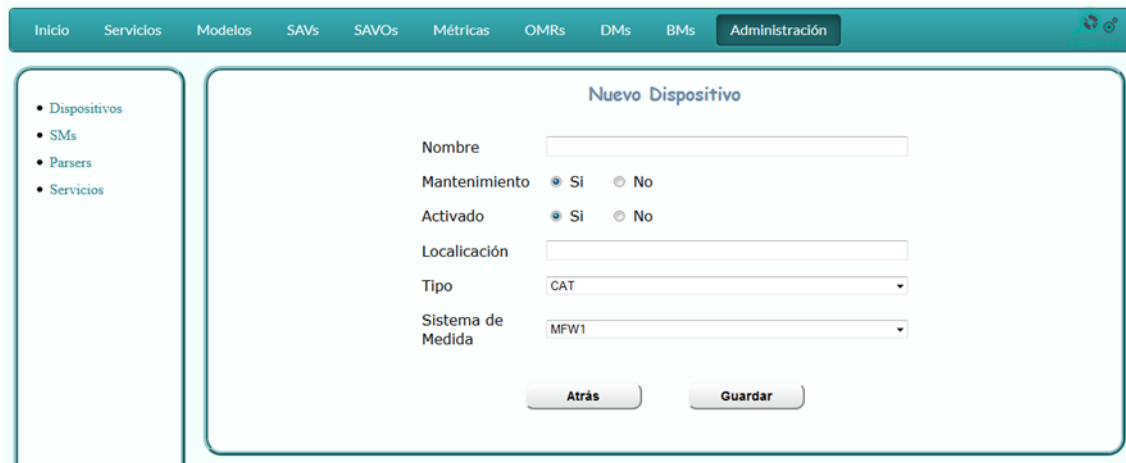 Inicio Servicios Modelos SAVs SAVOs Métricas OMRs DMs BMs Administración
Dispositivos
SMs
Parsers
Servicios
Nuevo Dispositivo
Nombre
Mantenimiento Si No
Activado Si No
Localicación
Tipo CAT
Sistema de
Medida MFW1
Atrás Guardar